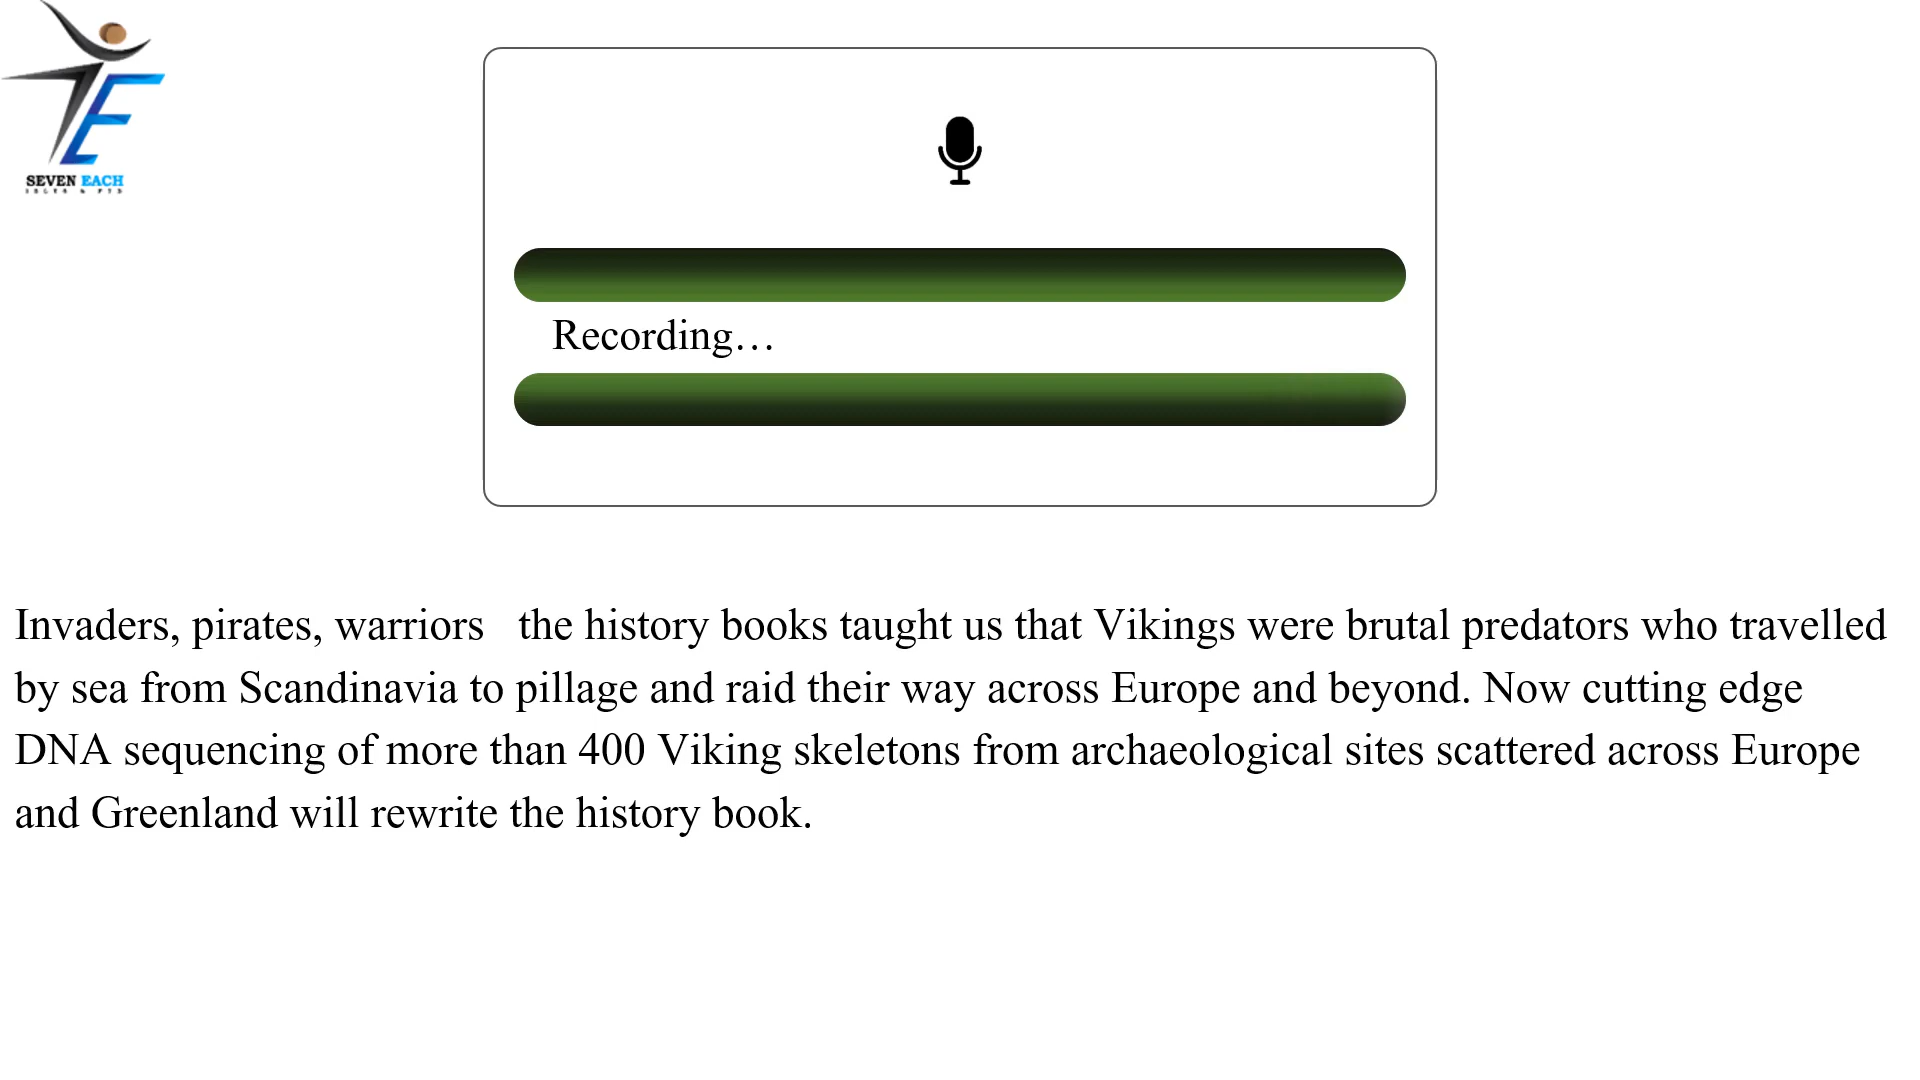 SEVEN EACH
Recording…
Invaders, pirates, warriors   the history books taught us that Vikings were brutal predators who travelled
by sea from Scandinavia to pillage and raid their way across Europe and beyond. Now cutting edge
DNA sequencing of more than 400 Viking skeletons from archaeological sites scattered across Europe
and Greenland will rewrite the history book.